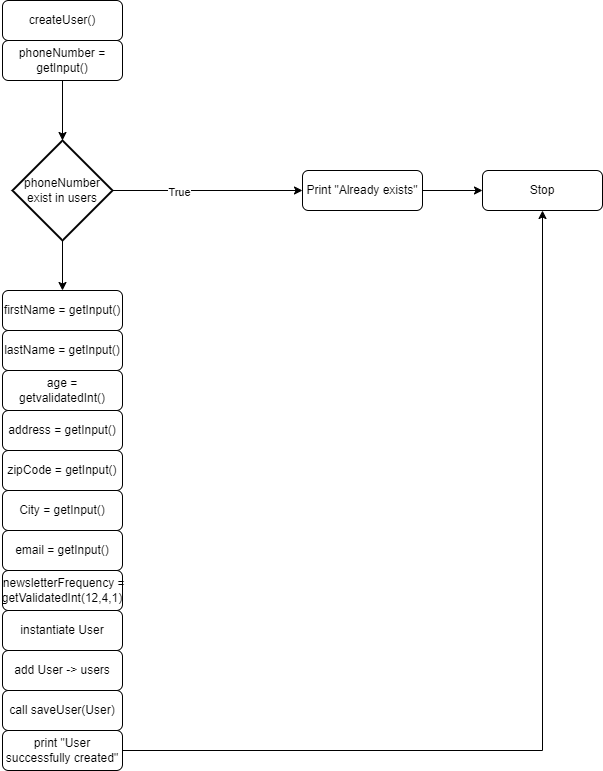 createUser()
phoneNumber =
getInput()
phoneNumber
exist in users
True
Print "Already exists"
Stop
firstName = getInput()
lastName = getInput()
age =
getvalidatedInt()
address = getInput()
zipCode = getInput()
City = getInput()
email = getInput()
newsletterFrequency =
getValidatedInt(12,4,1)
instantiate User
add User -> users
call saveUser(User)
print "User
successfully created"